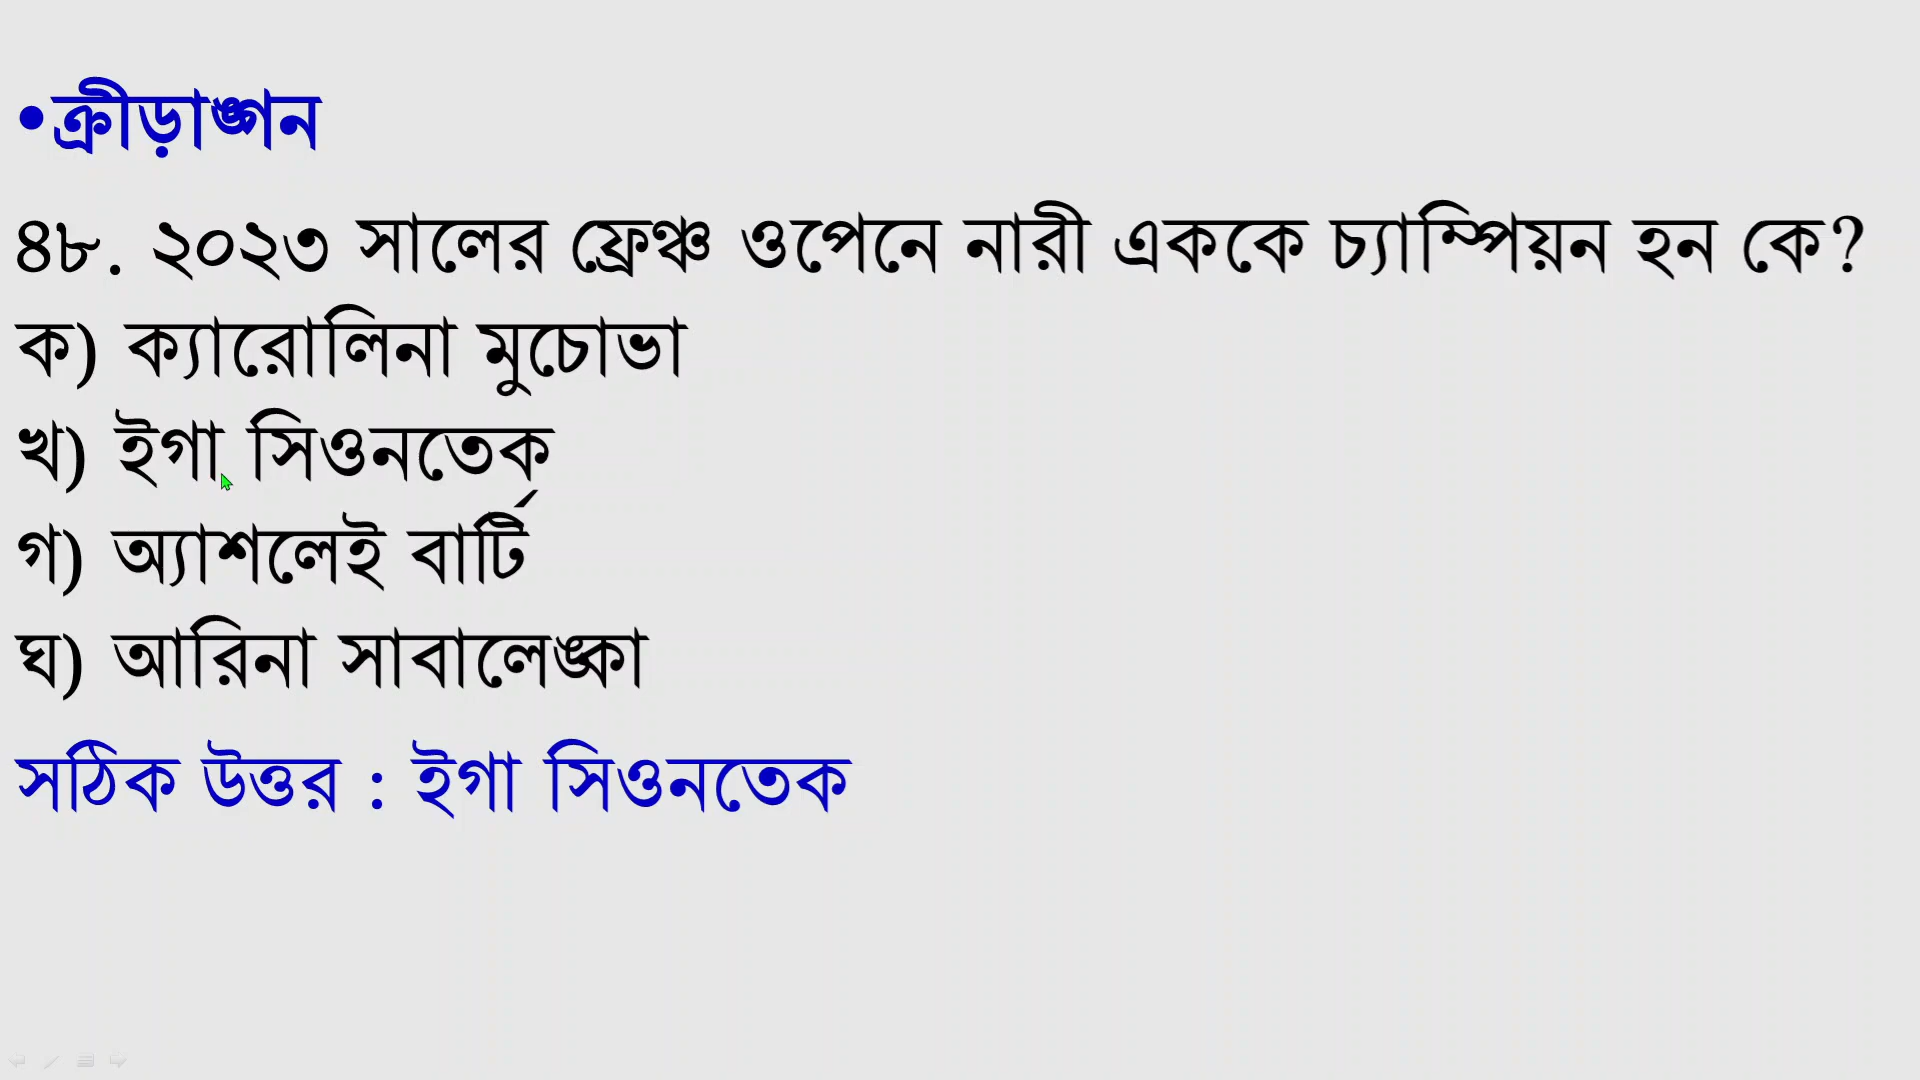 •ক্রীড়াঙ্গন
৪৮. ২০২৩ সালের ফ্রেঞ্চ ওপেনে নারী এককে চ্যাম্পিয়ন হন কে?
ক) ক্যারোলিনা মুচোভা
খ) ইগা সিওনতেক
গ) অ্যাশলেই বার্টি
ঘ) আরিনা সাবালেঙ্কা
সঠিক উত্তর : ইগা সিওনতেক